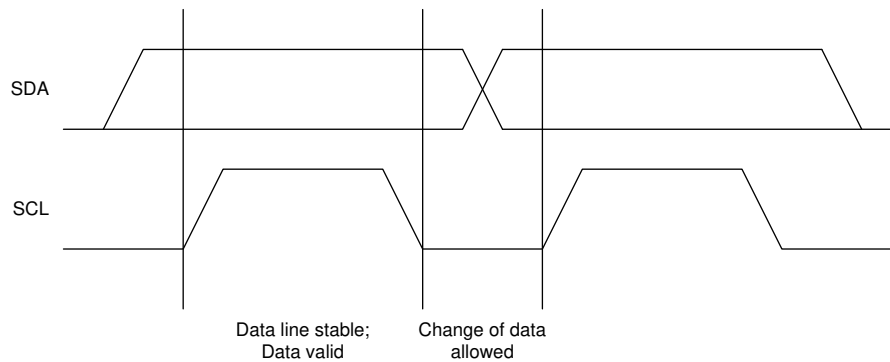 SDA
SCL
Data line stable;
Data valid
Change of data
allowed